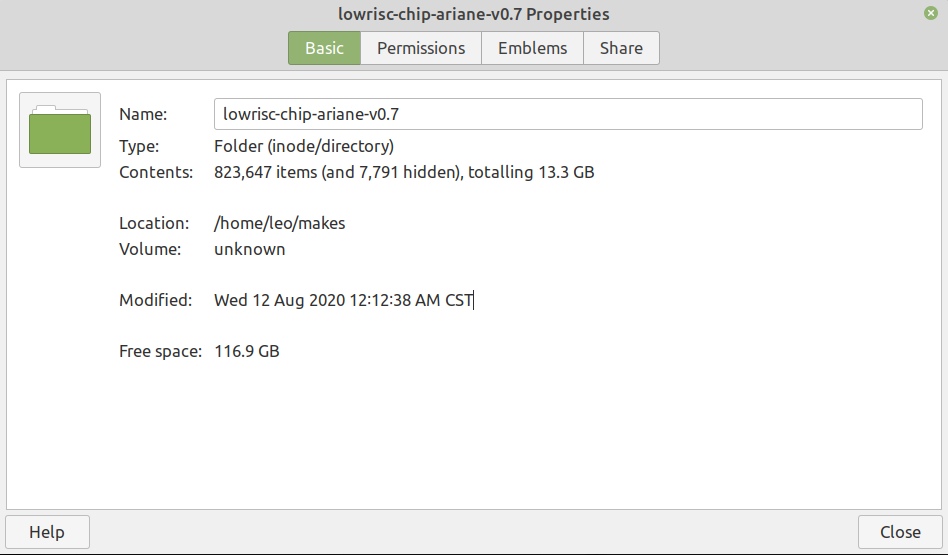 lowrisc-chip-ariane-v0.7 Properties
Basic Permissions Emblems Share
Name: lowrisc-chip-ariane-v0.7
Type: Folder (inode/directory)
Contents: 823,647 items (and 7,791 hidden), totalling 13.3 GB
Location: /home/leo/makes
Volume: unknown
Modified: Wed 12 Aug 2020 12:12:38 AM CST
Free space: 116.9 GB
Help Close